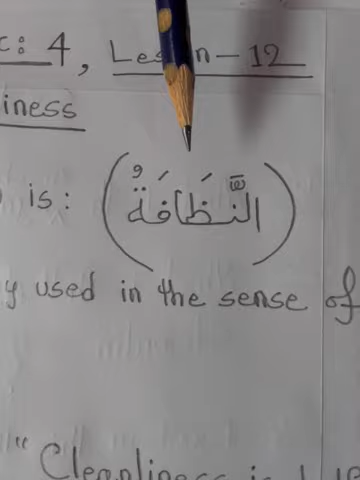 : 4, Lesson-12
iness
is: (النَّظَافَةُ)
y used in the sense of
"Cleanliness is